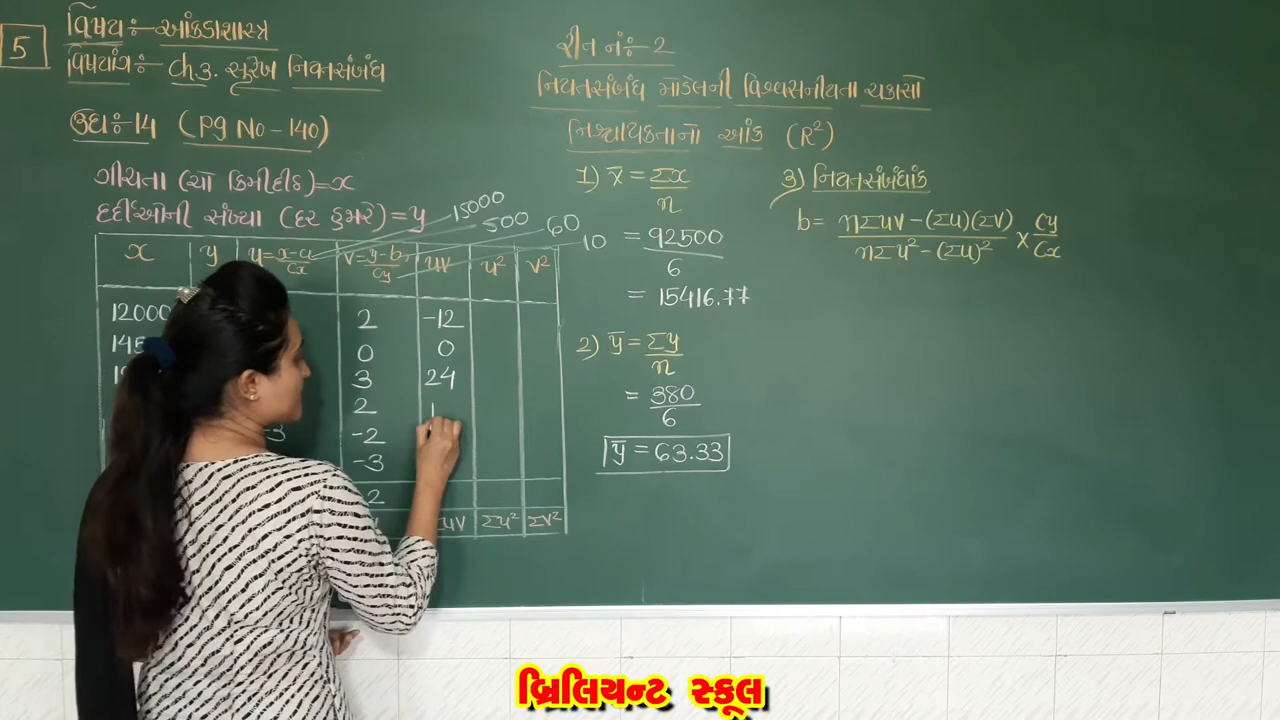 5
વિષય :- આંકડાશાસ્ત્ર
વિષયાંગ :- Ch 3. સુરેખ નિયતસંબંધ
ઉદા :- 14 (Pg No - 140)
ગીચતા (ચો કિમીદીઠ) = x
દર્દીઓની સંખ્યા (દર હજારે) = y
15000
500
60
10
x y u = x-a/Cx v = y-b/Cy uv u² v²
12000 2 -12
145 0 0
3 24
2 1
-3 -2
-3
2
Σuv Σu² Σv²
રીત નં :- 2
નિયતસંબંધ મોડેલની વિશ્વસનીયતા ચકાસો
નિશ્ચાયકતાનો આંક (R²)
1) x̄ = Σx/n
= 92500/6
= 15416.77
2) ȳ = Σy/n
= 380/6
ȳ = 63.33
3) નિયતસંબંધાંક
b = nΣuv - (Σu)(Σv) / nΣu² - (Σu)² × Cy/Cx
બ્રિલિયન્ટ સ્કૂલ